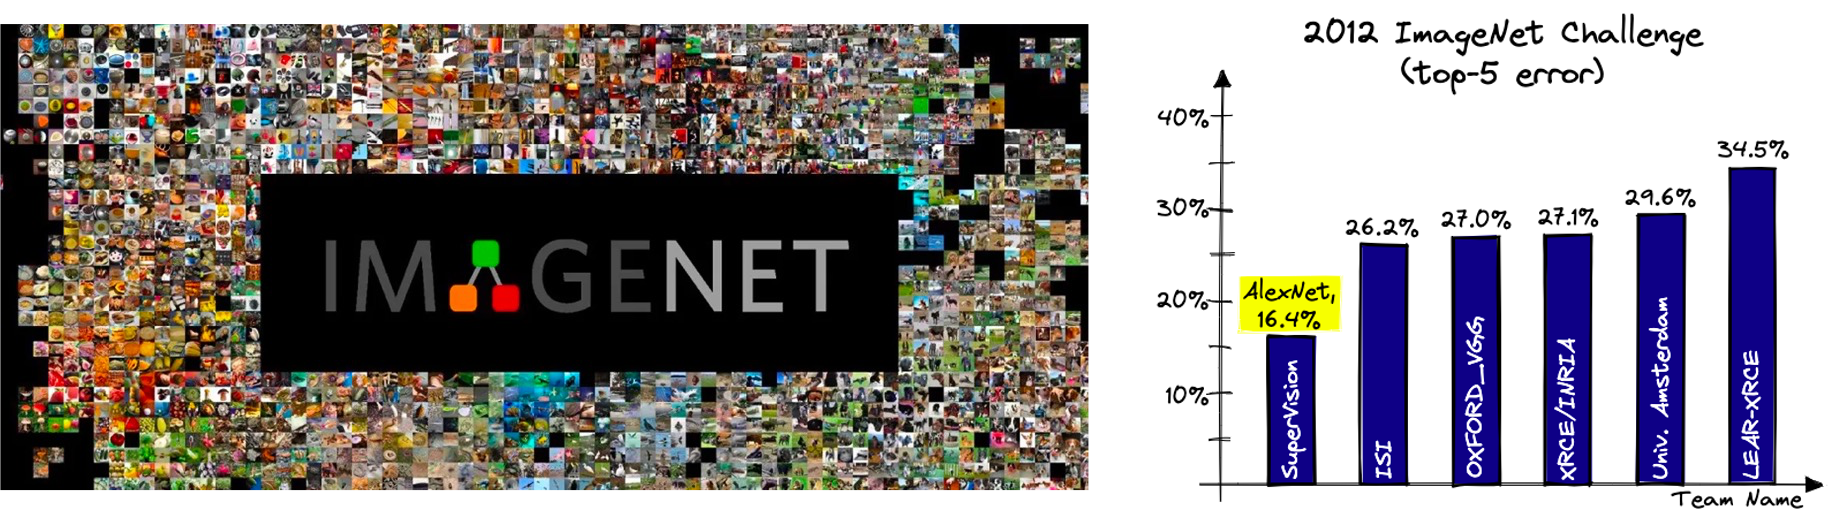 IMAGENET
2012 ImageNet Challenge
(top-5 error)
40%
30%
20%
10%
AlexNet,
16.4%
26.2%
27.0%
27.1%
29.6%
34.5%
SuperVision
ISI
OXFORD_VGG
XRCE/INRIA
Univ. Amsterdam
LEAR-XRCE
Team Name